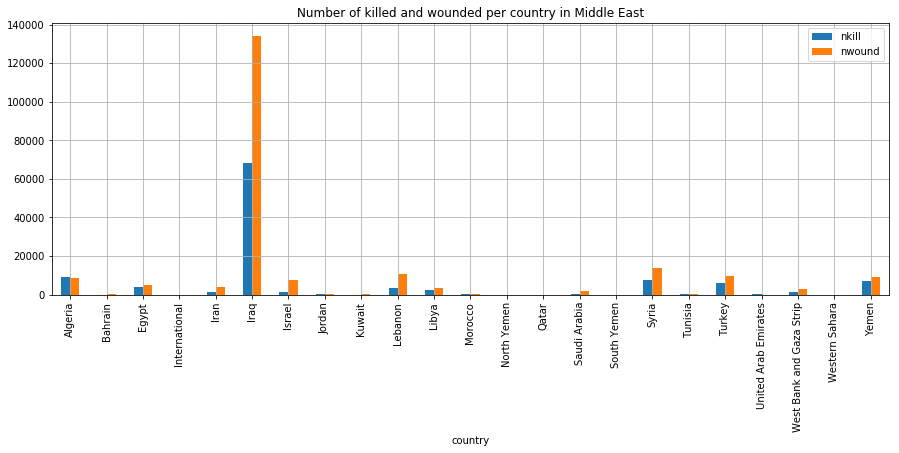 Number of killed and wounded per country in Middle East
nkill
nwound
140000
120000
100000
80000
60000
40000
20000
0
Algeria
Bahrain
Egypt
International
Iran
Iraq
Israel
Jordan
Kuwait
Lebanon
Libya
Morocco
North Yemen
Qatar
Saudi Arabia
South Yemen
Syria
Tunisia
Turkey
United Arab Emirates
West Bank and Gaza Strip
Western Sahara
Yemen
country